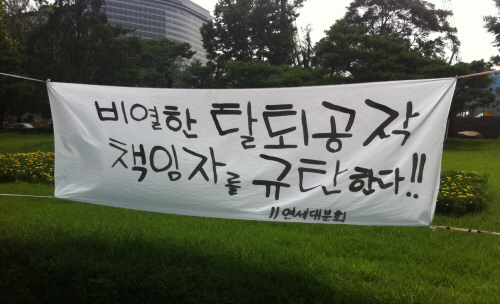 비열한 탈퇴공작
책임자를 규탄한다!!
〃연세대분회